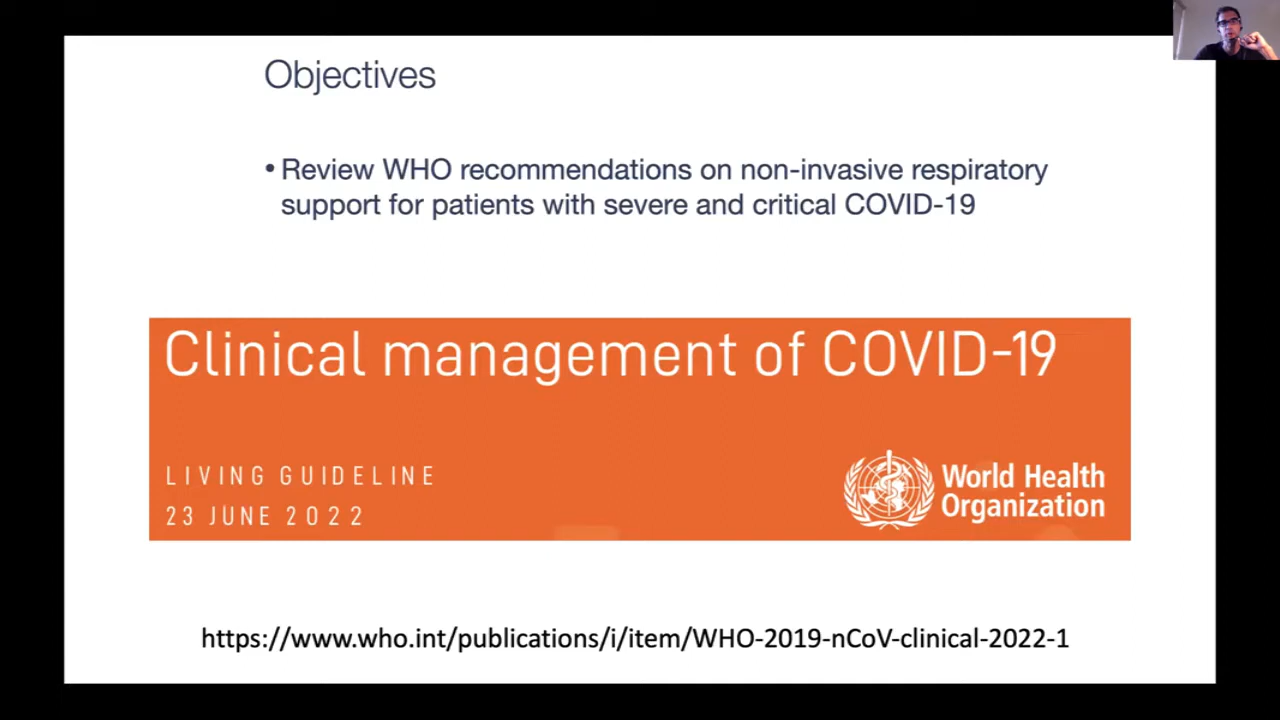 Objectives
• Review WHO recommendations on non-invasive respiratory
support for patients with severe and critical COVID-19
Clinical management of COVID-19
LIVING GUIDELINE
23 JUNE 2022
World Health
Organization
https://www.who.int/publications/i/item/WHO-2019-nCoV-clinical-2022-1